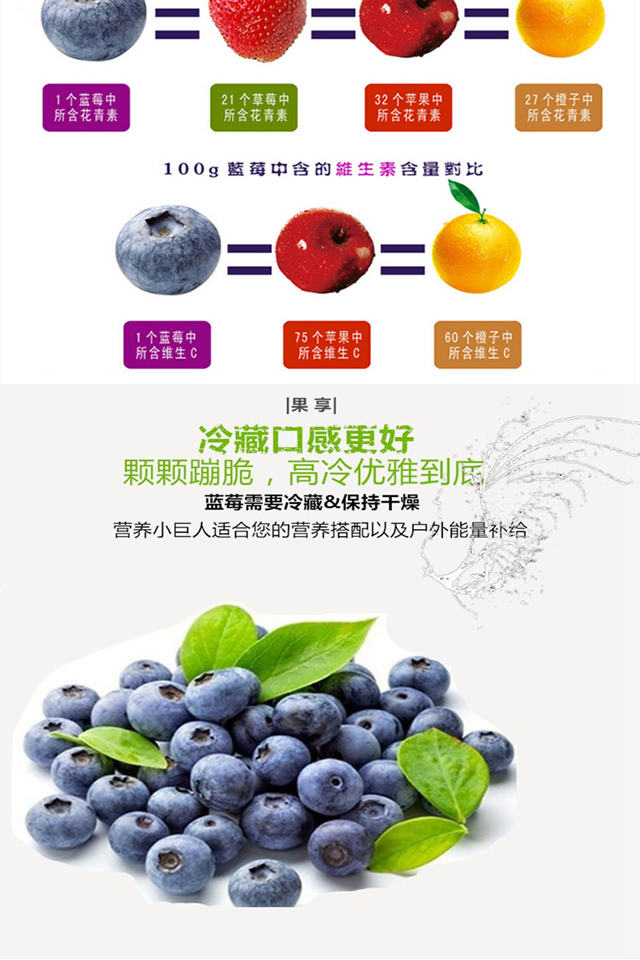 1个蓝莓中
所含花青素
21个草莓中
所含花青素
32个苹果中
所含花青素
27个橙子中
所含花青素
100g 藍莓中含的維生素含量對比
1个蓝莓中
所含维生C
75个苹果中
所含维生C
60个橙子中
所含维生C
|果 享|
冷藏口感更好
颗颗蹦脆，高冷优雅到底
蓝莓需要冷藏&保持干燥
营养小巨人适合您的营养搭配以及户外能量补给